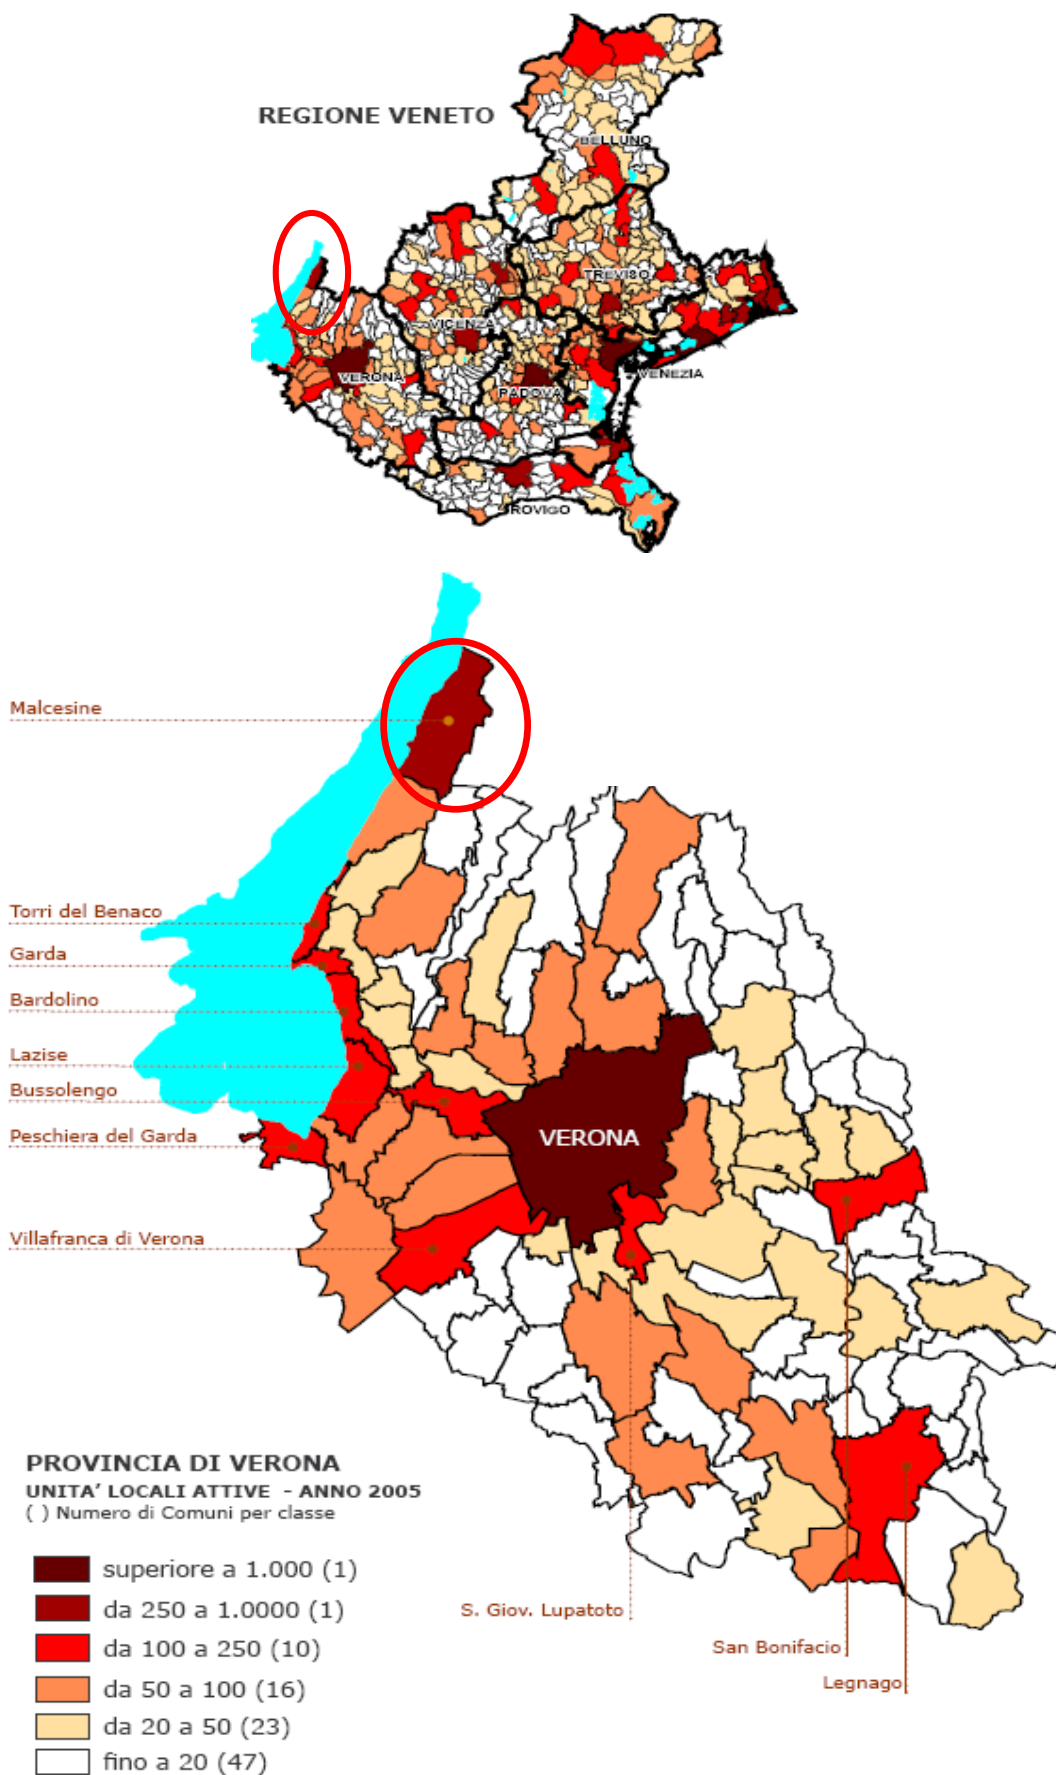 REGIONE VENETO
BELLUNO
TREVISO
VICENZA
VENEZIA
VERONA
PADOVA
ROVIGO
Malcesine
Torri del Benaco
Garda
Bardolino
Lazise
Bussolengo
Peschiera del Garda
VERONA
Villafranca di Verona
PROVINCIA DI VERONA
UNITA’ LOCALI ATTIVE - ANNO 2005
( ) Numero di Comuni per classe
superiore a 1.000 (1)
da 250 a 1.0000 (1)
da 100 a 250 (10)
da 50 a 100 (16)
da 20 a 50 (23)
fino a 20 (47)
S. Giov. Lupatoto
San Bonifacio
Legnago